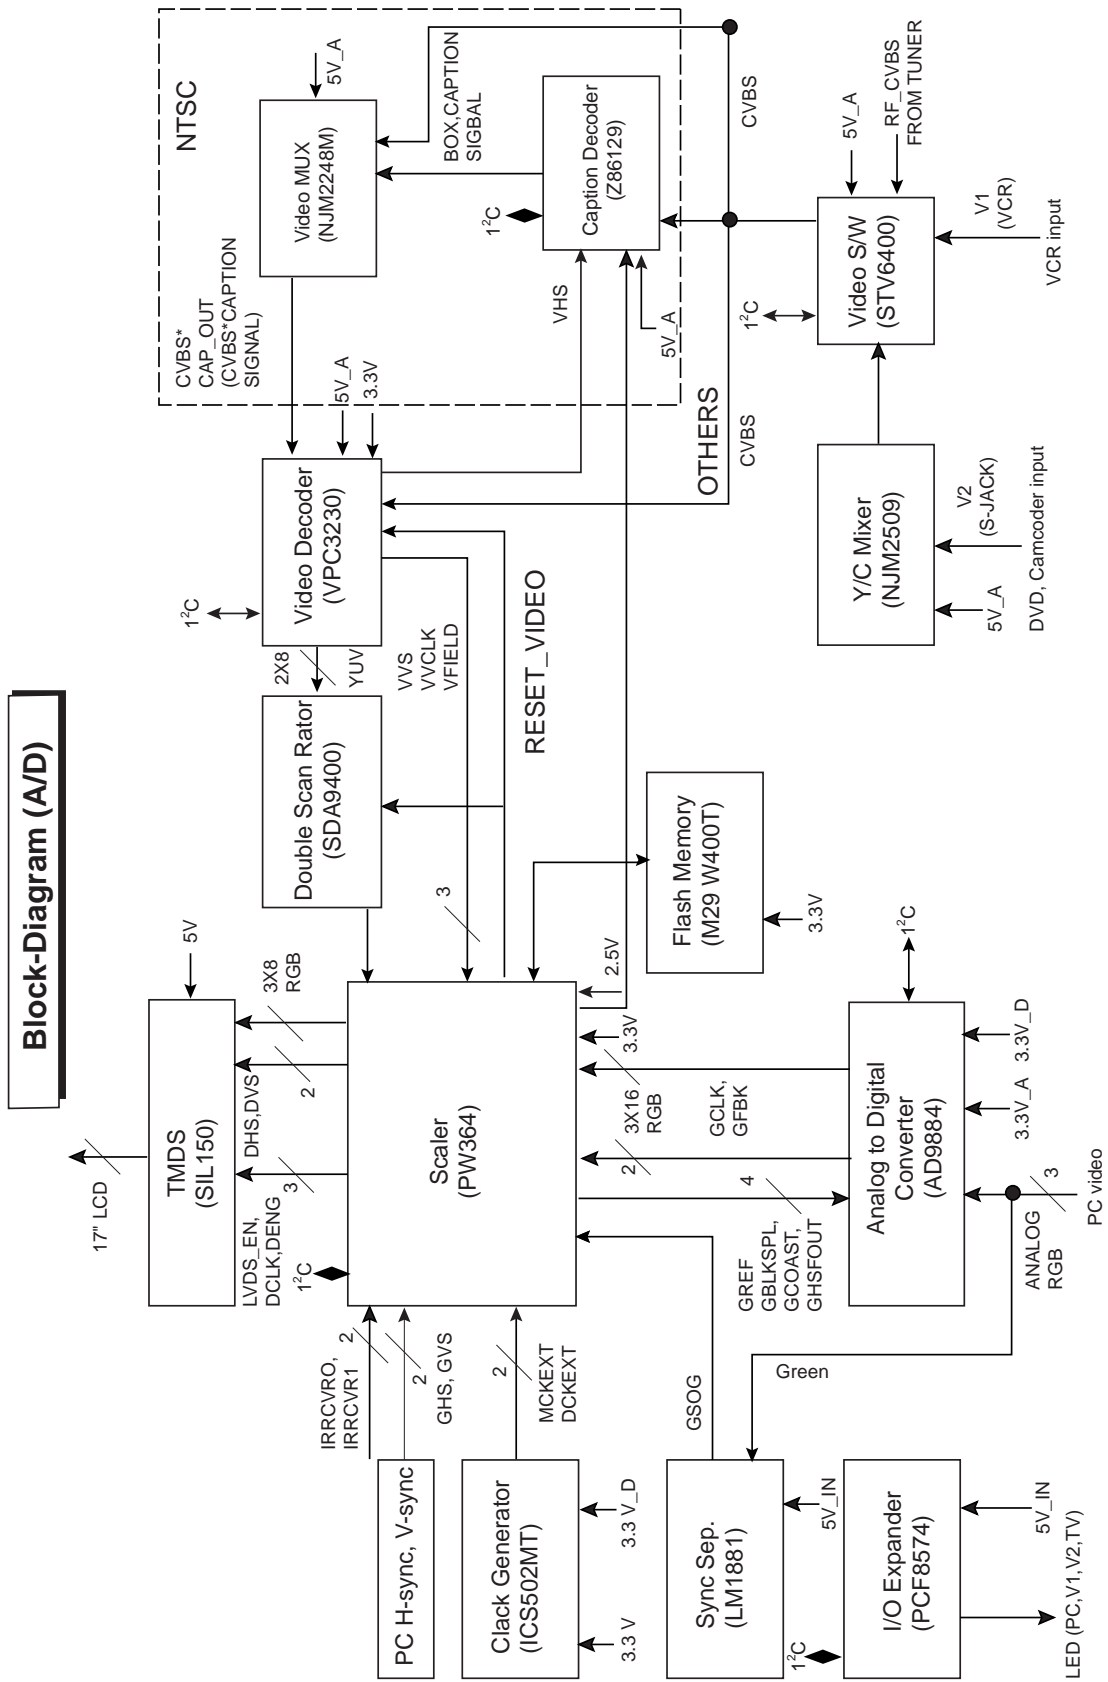 Block-Diagram (A/D)
17" LCD
TMDS
(SIL150)
5V
3X8
RGB
2
DHS,DVS
3
LVDS_EN,
DCLK,DENG
1²C
IRRCVRO,
IRRCVR1
2
2
GHS, GVS
PC H-sync, V-sync
Clack Generator
(ICS502MT)
2
MCKEXT
DCKEXT
3.3 V
3.3 V_D
Scaler
(PW364)
3.3V
2.5V
3X16
RGB
2
GCLK,
GFBK
4
GREF
GBLKSPL,
GCOAST,
GHSFOUT
GSOG
Sync Sep.
(LM1881)
5V_IN
Green
I/O Expander
(PCF8574)
1²C
5V_IN
LED (PC,V1,V2,TV)
Analog to Digital
Converter
(AD9884)
1²C
3.3V_A
3.3V_D
ANALOG
RGB
3
PC video
Flash Memory
(M29 W400T)
3.3V
Double Scan Rator
(SDA9400)
2X8
YUV
3
VVS
VVCLK
VFIELD
RESET_VIDEO
Video Decoder
(VPC3230)
1²C
5V_A
3.3V
NTSC
CVBS*
CAP_OUT
(CVBS*CAPTION
SIGNAL)
Video MUX
(NJM2248M)
5V_A
BOX,CAPTION
SIGBAL
Caption Decoder
(Z86129)
1²C
VHS
5V_A
OTHERS
CVBS
CVBS
Video S/W
(STV6400)
1²C
5V_A
RF_CVBS
FROM TUNER
V1
(VCR)
VCR input
Y/C Mixer
(NJM2509)
5V_A
V2
(S-JACK)
DVD, Camcoder input